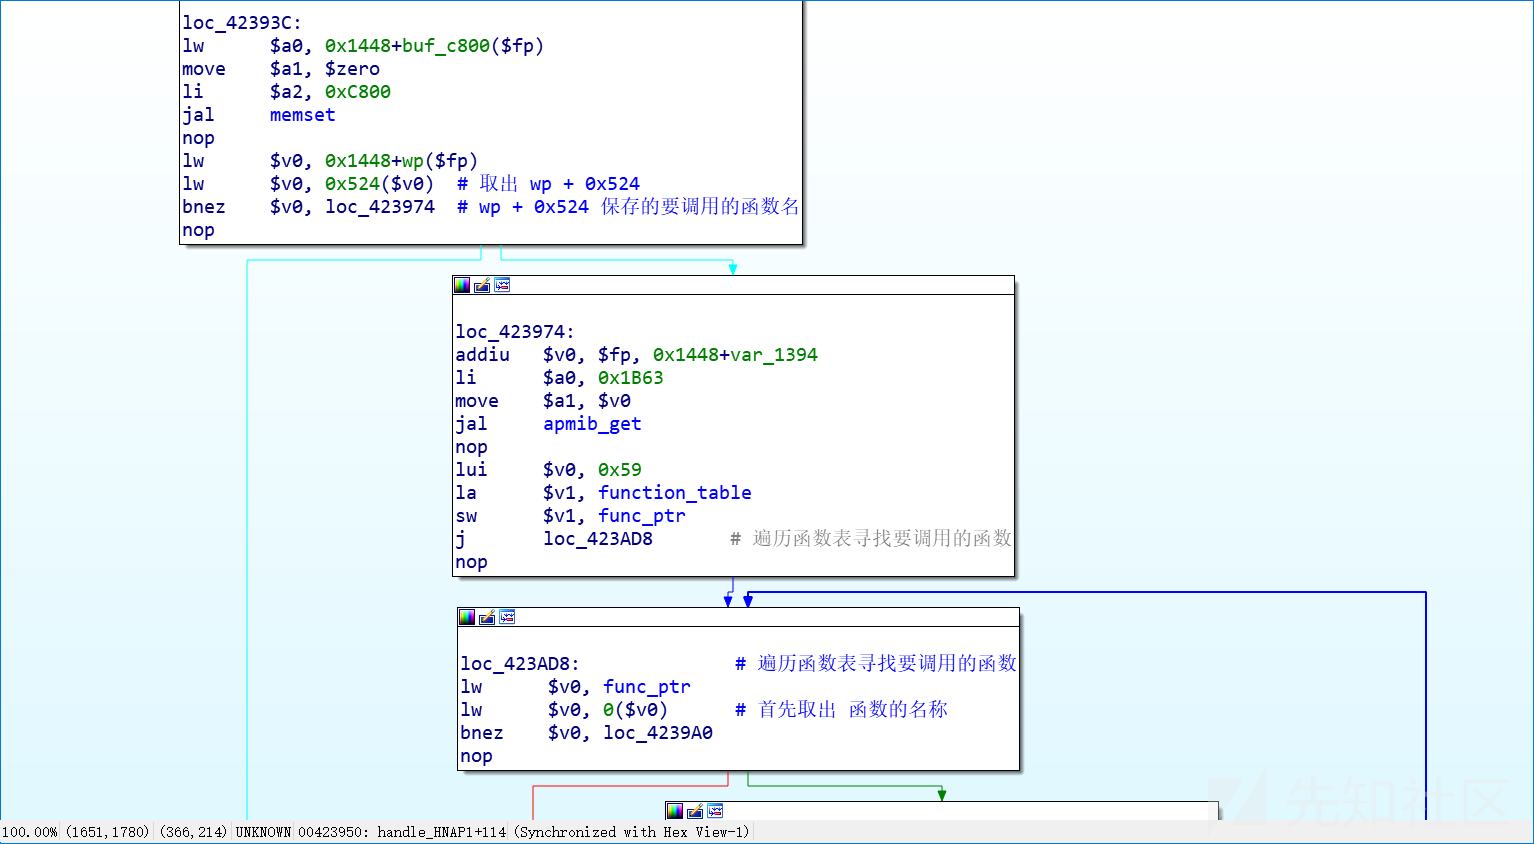 loc_42393C:
lw $a0, 0x1448+buf_c800($fp)
move $a1, $zero
li $a2, 0xC800
jal memset
nop
lw $v0, 0x1448+wp($fp)
lw $v0, 0x524($v0) # 取出 wp + 0x524
bnez $v0, loc_423974 # wp + 0x524 保存的要调用的函数名
nop
loc_423974:
addiu $v0, $fp, 0x1448+var_1394
li $a0, 0x1B63
move $a1, $v0
jal apmib_get
nop
lui $v0, 0x59
la $v1, function_table
sw $v1, func_ptr
j loc_423AD8 # 遍历函数表寻找要调用的函数
nop
loc_423AD8: # 遍历函数表寻找要调用的函数
lw $v0, func_ptr
lw $v0, 0($v0) # 首先取出 函数的名称
bnez $v0, loc_4239A0
nop
先知社区
100.00% (1651,1780) (366,214) UNKNOWN 00423950: handle_HNAP1+114 (Synchronized with Hex View-1)